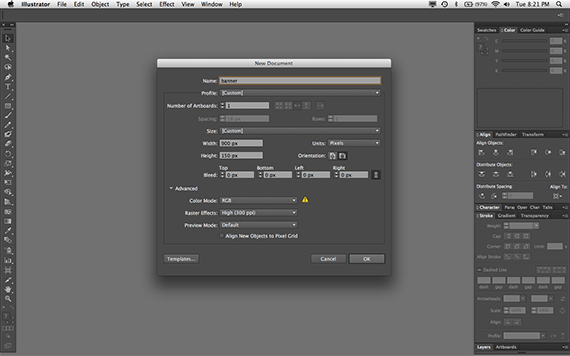 Illustrator File Edit Object Type Select Effect View Window Help (97%) Tue 8:21 PM
New Document
Name: banner
Profile: [Custom]
Number of Artboards: 1
Spacing: Rows: 1
Size: [Custom]
Width: 900 px Units: Pixels
Height: 150 px Orientation:
Top Bottom Left Right
Bleed: 0 px 0 px 0 px 0 px
Advanced
Color Mode: RGB
Raster Effects: High (300 ppi)
Preview Mode: Default
Align New Objects to Pixel Grid
Templates... Cancel OK
Swatches Color Color Guide
Align Pathfinder Transform
Align Objects:
Distribute Objects:
Distribute Spacing: Align To:
Character Para Open Char Tabs
Stroke Gradient Transparency
Weight:
Cap:
Corner: Limit:
Align Stroke:
Dashed Line
dash gap dash gap dash gap
Arrowheads:
Scale:
Align:
Profile:
Layers Artboards